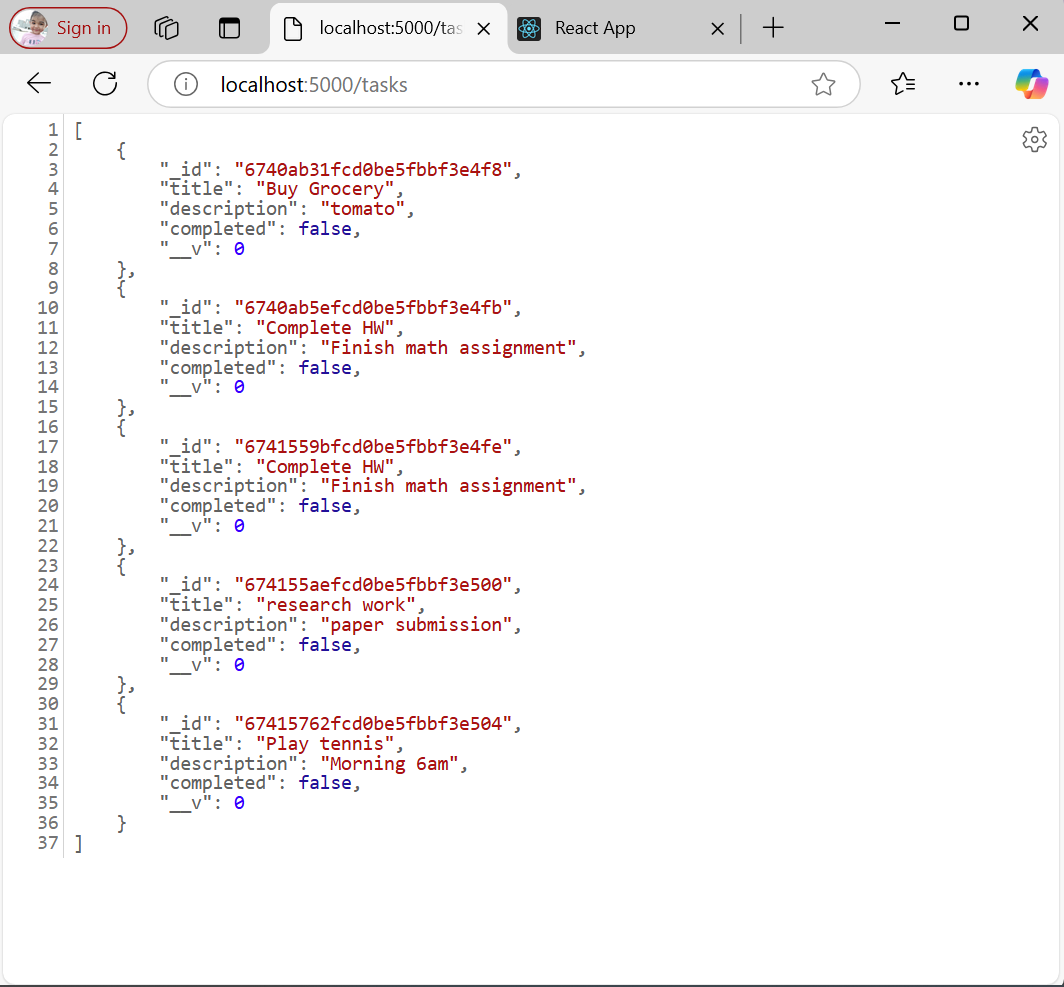 Sign in
localhost:5000/tas
React App
localhost:5000/tasks
1 [
2     {
3         "_id": "6740ab31fcd0be5fbbf3e4f8",
4         "title": "Buy Grocery",
5         "description": "tomato",
6         "completed": false,
7         "__v": 0
8     },
9     {
10         "_id": "6740ab5efcd0be5fbbf3e4fb",
11         "title": "Complete HW",
12         "description": "Finish math assignment",
13         "completed": false,
14         "__v": 0
15     },
16     {
17         "_id": "6741559bfcd0be5fbbf3e4fe",
18         "title": "Complete HW",
19         "description": "Finish math assignment",
20         "completed": false,
21         "__v": 0
22     },
23     {
24         "_id": "674155aefcd0be5fbbf3e500",
25         "title": "research work",
26         "description": "paper submission",
27         "completed": false,
28         "__v": 0
29     },
30     {
31         "_id": "67415762fcd0be5fbbf3e504",
32         "title": "Play tennis",
33         "description": "Morning 6am",
34         "completed": false,
35         "__v": 0
36     }
37 ]